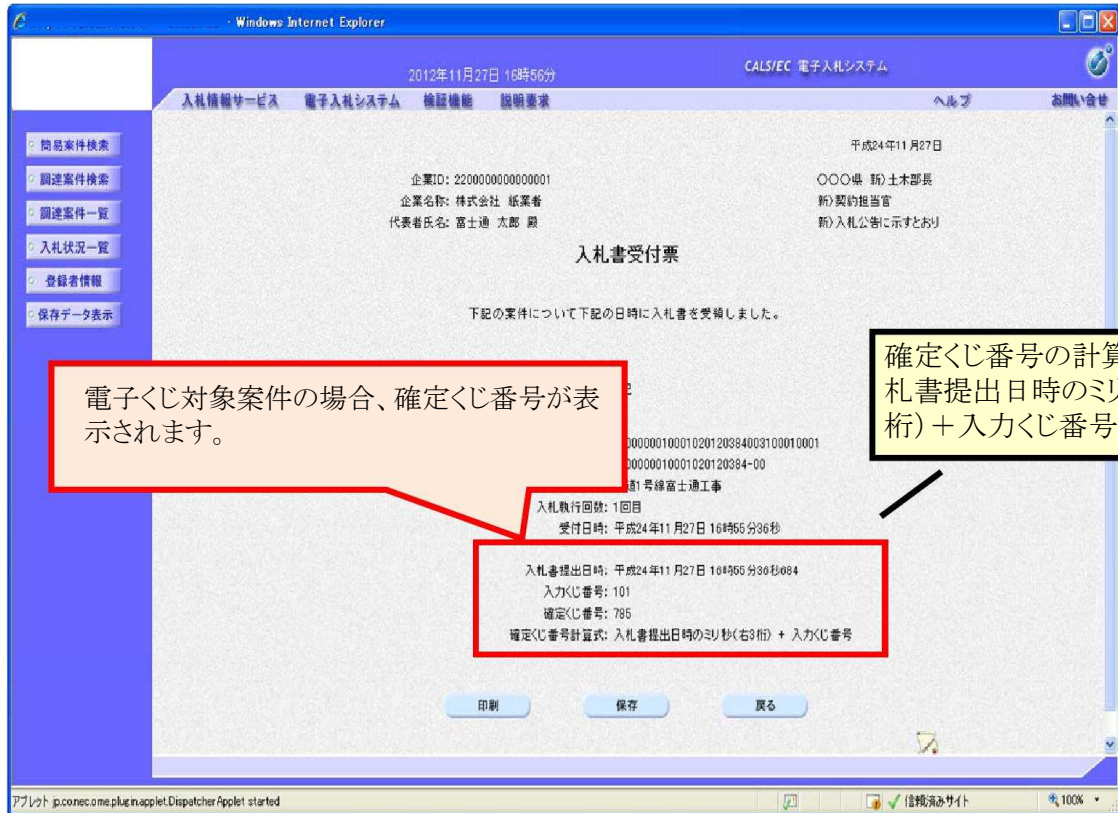 Windows Internet Explorer
2012年11月27日 16時56分
CALS/EC 電子入札システム
入札情報サービス 電子入札システム 検証機能 説明要求 ヘルプ お問い合せ
簡易案件検索
調達案件検索
調達案件一覧
入札状況一覧
登録者情報
保存データ表示
平成24年11月27日
企業ID: 2200000000000001
企業名称: 株式会社 紙業者
代表者氏名: 富士通 太郎 殿
〇〇〇県 新)土木部長
新)契約担当官
新)入札公告に示すとおり
入札書受付票
下記の案件について下記の日時に入札書を受領しました。
電子くじ対象案件の場合、確定くじ番号が表
示されます。
確定くじ番号の計算
札書提出日時のミリ
桁)+入力くじ番号
1号線富士通工事
入札執行回数: 1回目
受付日時: 平成24年11月27日 16時55分36秒
入札書提出日時: 平成24年11月27日 16時55分36秒684
入力くじ番号: 101
確定くじ番号: 785
確定くじ番号計算式: 入札書提出日時のミリ秒(右3桁) + 入力くじ番号
印刷 保存 戻る
アプレット jp.co.nec.ome.plugin.applet.DispatcherApplet started
信頼済みサイト
100%